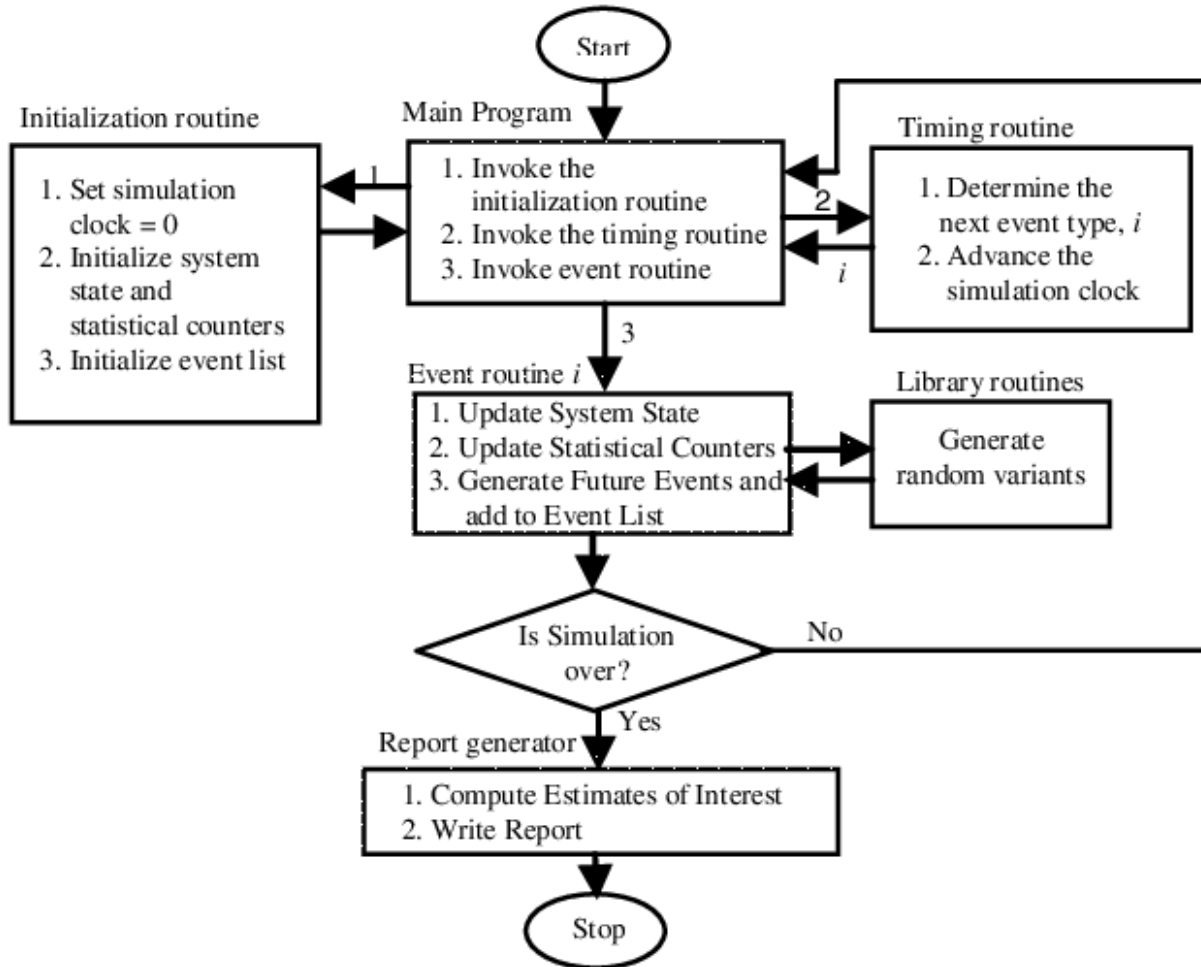 Start
Main Program
Initialization routine
Timing routine
1. Set simulation
clock = 0
2. Initialize system
state and
statistical counters
3. Initialize event list
1
1. Invoke the
initialization routine
2. Invoke the timing routine
3. Invoke event routine
2
i
1. Determine the
next event type, i
2. Advance the
simulation clock
3
Event routine i
1. Update System State
2. Update Statistical Counters
3. Generate Future Events and
add to Event List
Library routines
Generate
random variants
Is Simulation
over?
No
Yes
Report generator
1. Compute Estimates of Interest
2. Write Report
Stop